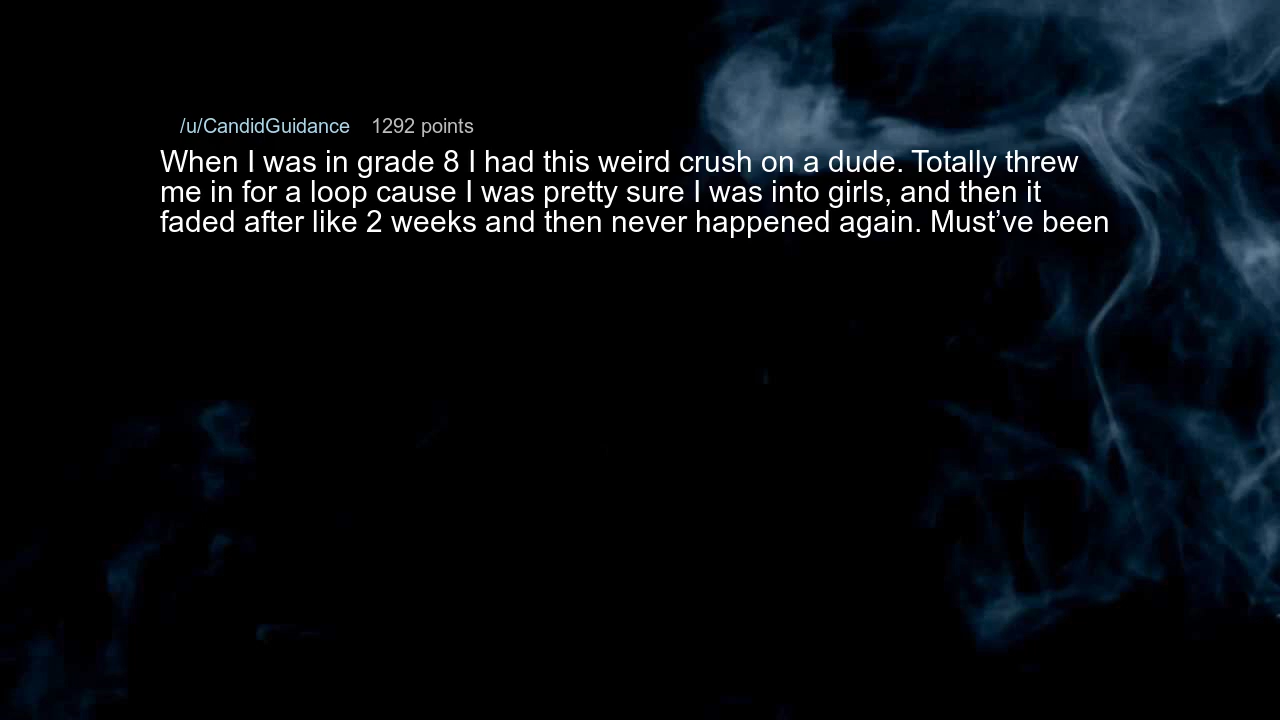 /u/CandidGuidance 1292 points
When I was in grade 8 I had this weird crush on a dude. Totally threw
me in for a loop cause I was pretty sure I was into girls, and then it
faded after like 2 weeks and then never happened again. Must’ve been